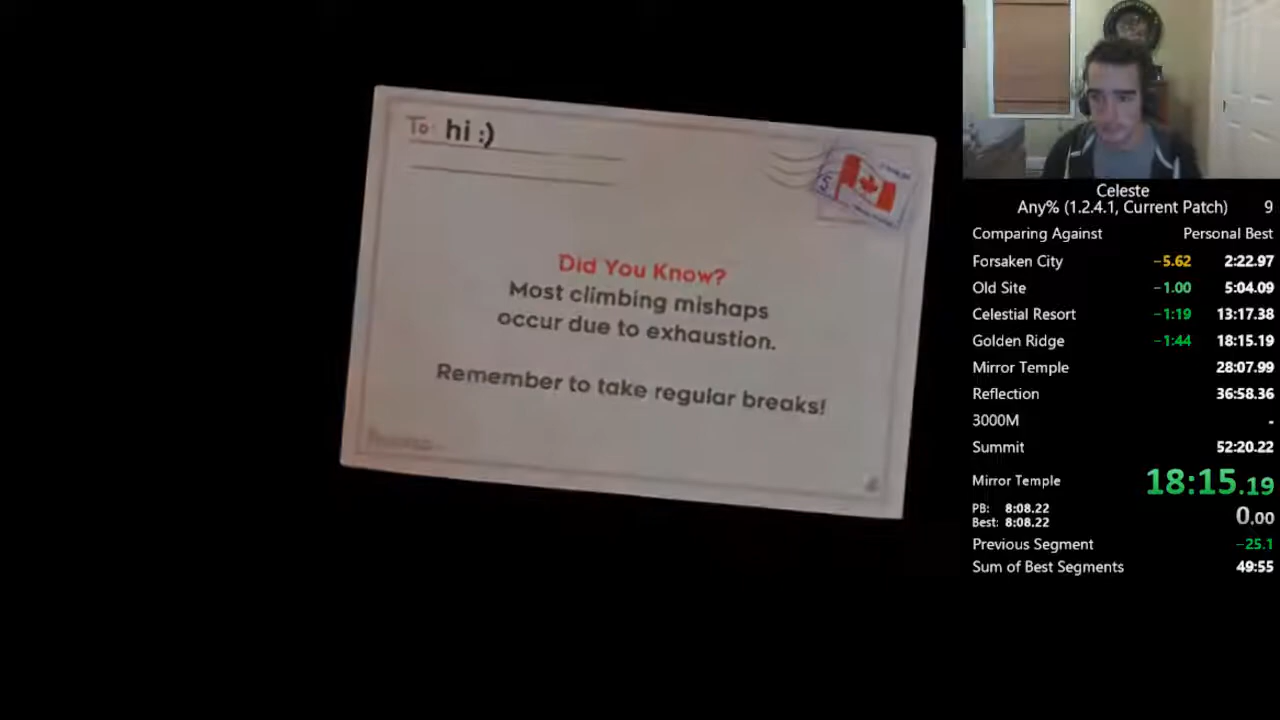 To: hi :)
5
Did You Know?
Most climbing mishaps
occur due to exhaustion.
Remember to take regular breaks!
Celeste
Any% (1.2.4.1, Current Patch) 9
Comparing Against Personal Best
Forsaken City -5.62 2:22.97
Old Site -1.00 5:04.09
Celestial Resort -1:19 13:17.38
Golden Ridge -1:44 18:15.19
Mirror Temple 28:07.99
Reflection 36:58.36
3000M -
Summit 52:20.22
Mirror Temple 18:15.19
PB: 8:08.22 0.00
Best: 8:08.22
Previous Segment -25.1
Sum of Best Segments 49:55